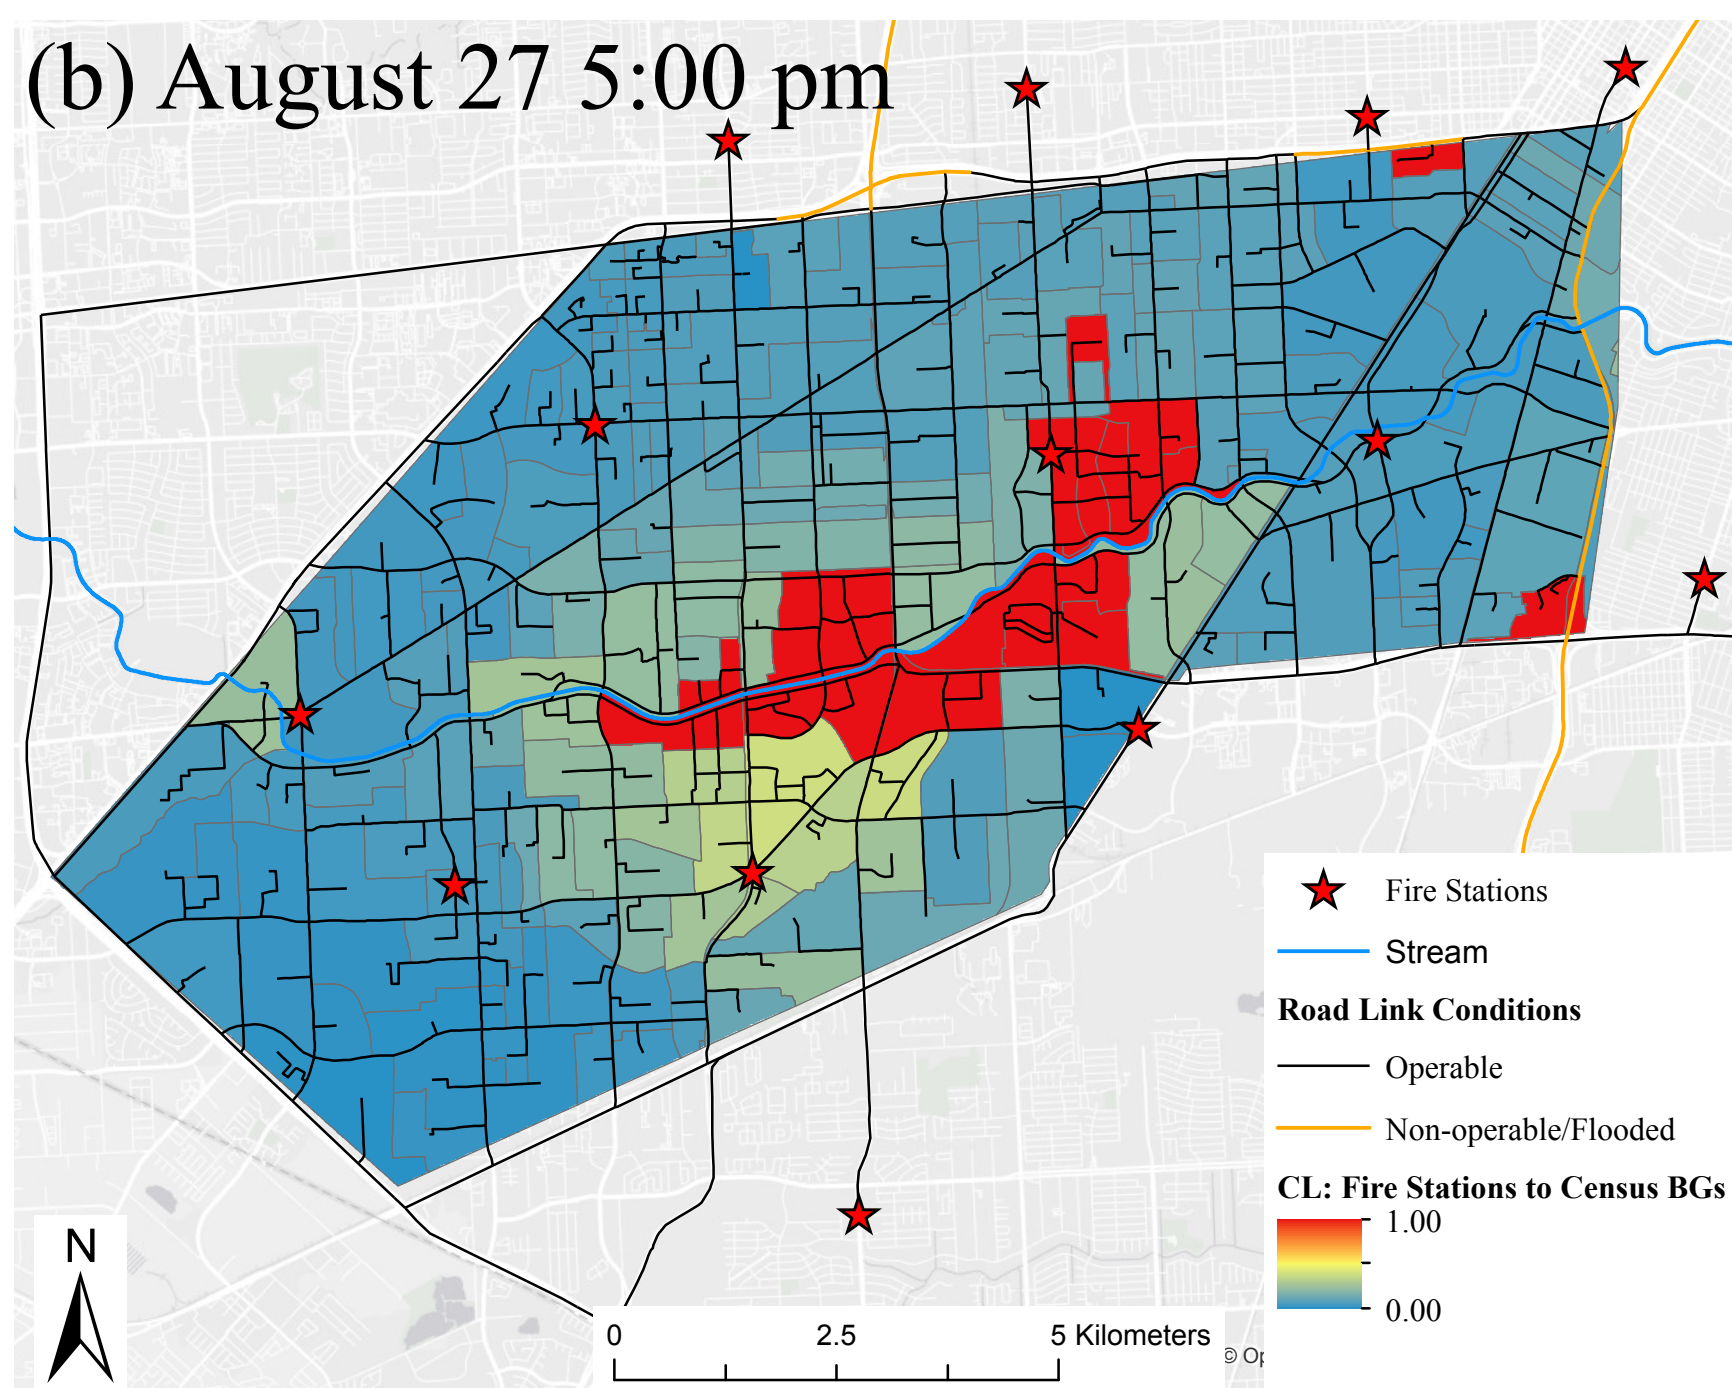 (b) August 27 5:00 pm
Fire Stations
Stream
Road Link Conditions
Operable
Non-operable/Flooded
CL: Fire Stations to Census BGs
1.00
0.00
N
0 2.5 5 Kilometers
© Op